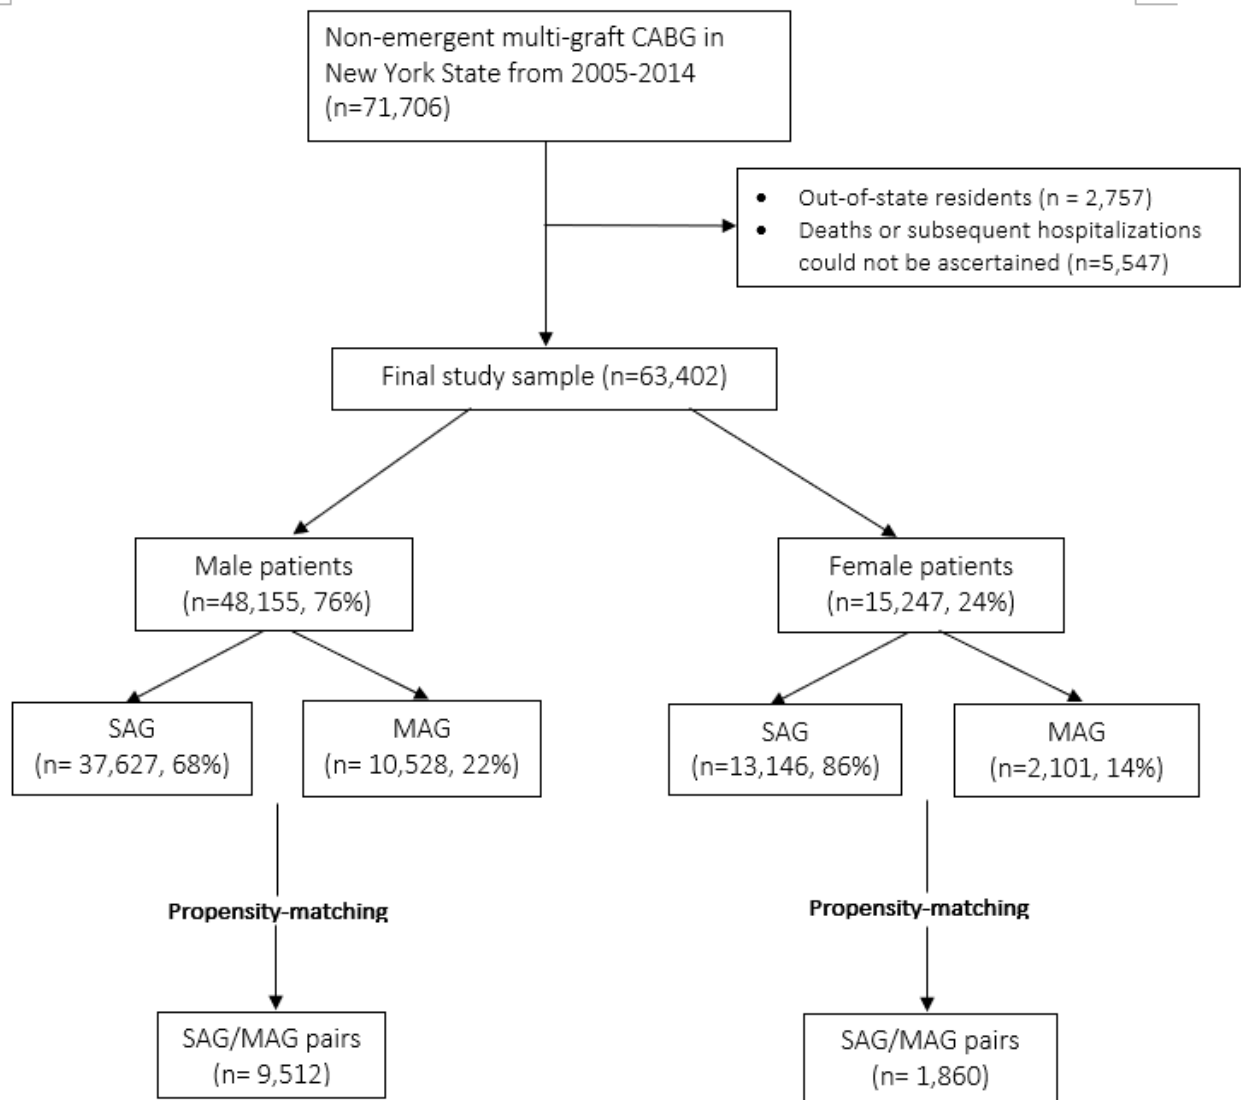 Non-emergent multi-graft CABG in
New York State from 2005-2014
(n=71,706)
• Out-of-state residents (n = 2,757)
• Deaths or subsequent hospitalizations
could not be ascertained (n=5,547)
Final study sample (n=63,402)
Male patients
(n=48,155, 76%)
Female patients
(n=15,247, 24%)
SAG
(n= 37,627, 68%)
MAG
(n= 10,528, 22%)
SAG
(n=13,146, 86%)
MAG
(n=2,101, 14%)
Propensity-matching
Propensity-matching
SAG/MAG pairs
(n= 9,512)
SAG/MAG pairs
(n= 1,860)